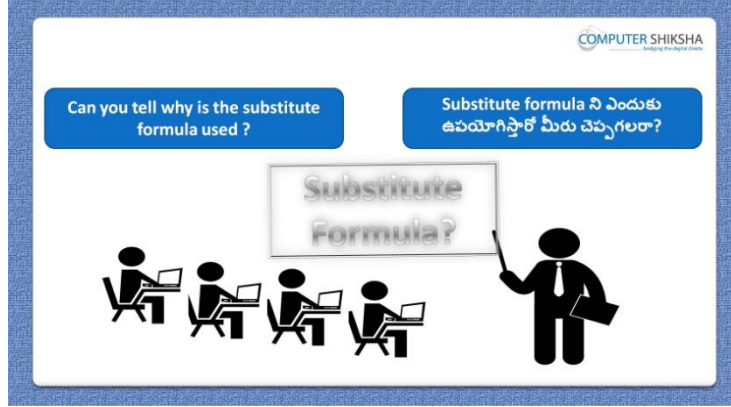 COMPUTER SHIKSHA
bridging the digital divide
Can you tell why is the substitute
formula used ?
Substitute formula ని ఎందుకు
ఉపయోగిస్తారో మీరు చెప్పగలరా?
Substitute
Formula?